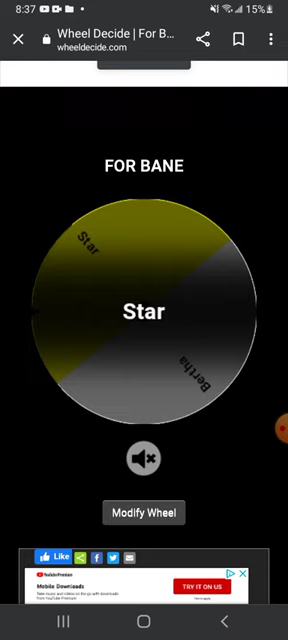 8:37
15%
Wheel Decide | For B...
wheeldecide.com
FOR BANE
Star
Star
Bertha
Modify Wheel
Like
YouTube Premium
Mobile Downloads
TRY IT ON US